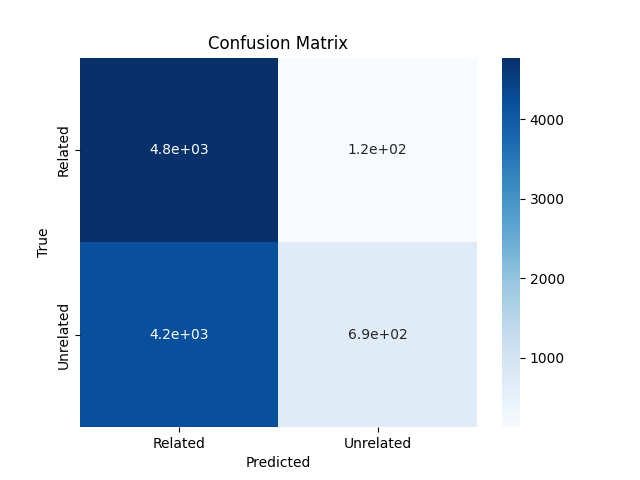 Confusion Matrix
Related
4.8e+03
1.2e+02
True
Unrelated
4.2e+03
6.9e+02
Related
Unrelated
Predicted
4000
3000
2000
1000